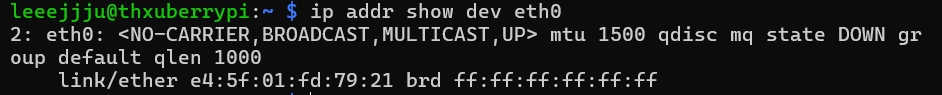 leeejjju@thxuberrypi:~ $ ip addr show dev eth0
2: eth0: <NO-CARRIER,BROADCAST,MULTICAST,UP> mtu 1500 qdisc mq state DOWN gr
oup default qlen 1000
    link/ether e4:5f:01:fd:79:21 brd ff:ff:ff:ff:ff:ff